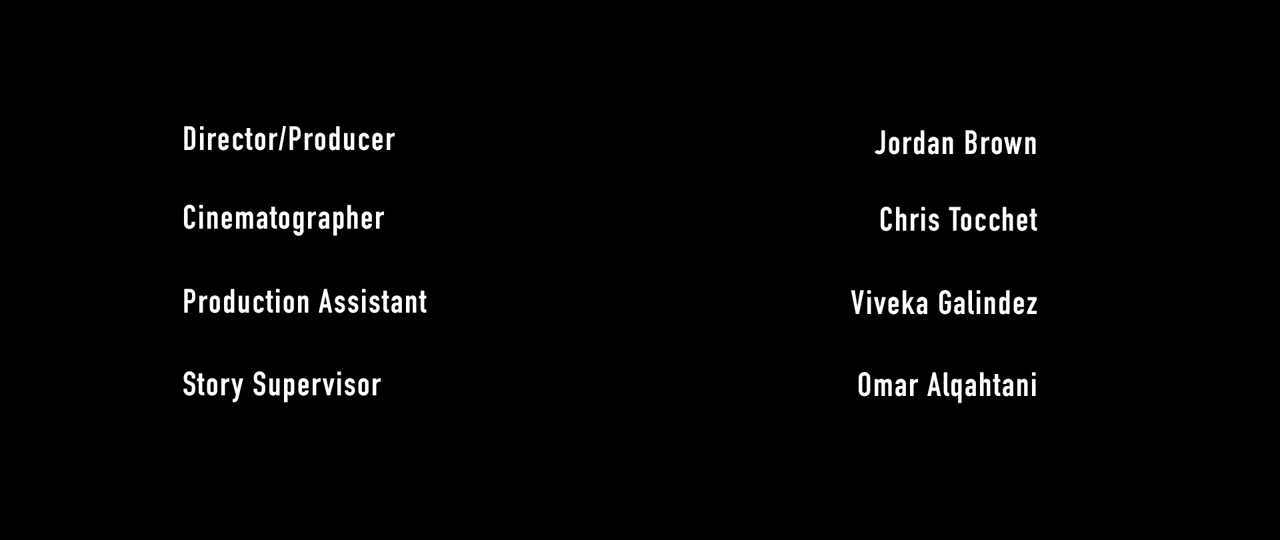 Director/Producer Jordan Brown
Cinematographer Chris Tocchet
Production Assistant Viveka Galindez
Story Supervisor Omar Alqahtani